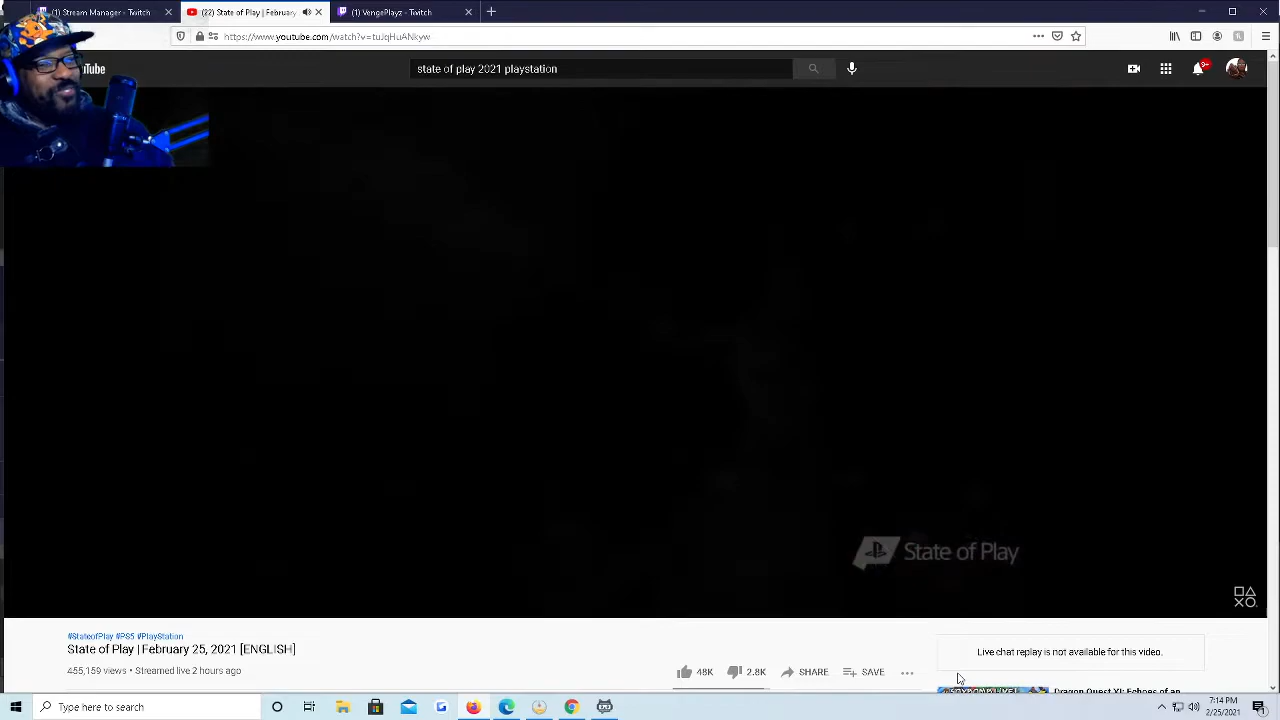 Stream Manager - Twitch
(22) State of Play | February
VengePlayz - Twitch
https://www.youtube.com/watch?v=tuJqHuANkyw
uTube
state of play 2021 playstation
9+
State of Play
#StateofPlay #PS5 #PlayStation
State of Play | February 25, 2021 [ENGLISH]
455,159 views • Streamed live 2 hours ago
48K
2.8K
SHARE
SAVE
Live chat replay is not available for this video.
Dragon Quest XI: Echoes of an
Type here to search
7:14 PM
2/25/2021
1